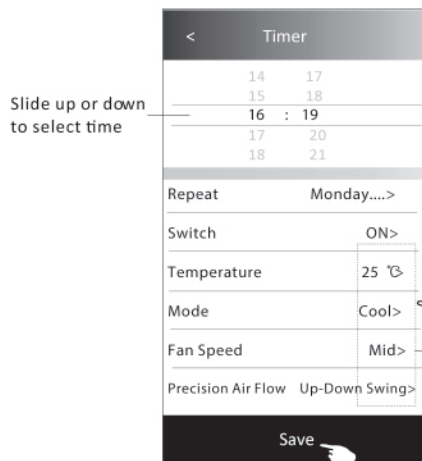 < Timer
14 17
15 18
Slide up or down
to select time
16 : 19
17 20
18 21
Repeat Monday....>
Switch ON>
Temperature 25 ℃>
Mode Cool>
Fan Speed Mid>
Precision Air Flow Up-Down Swing>
Save